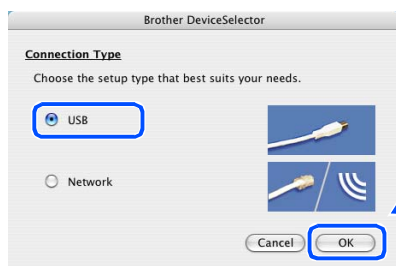 Brother DeviceSelector
Connection Type
Choose the setup type that best suits your needs.
USB
Network
Cancel OK